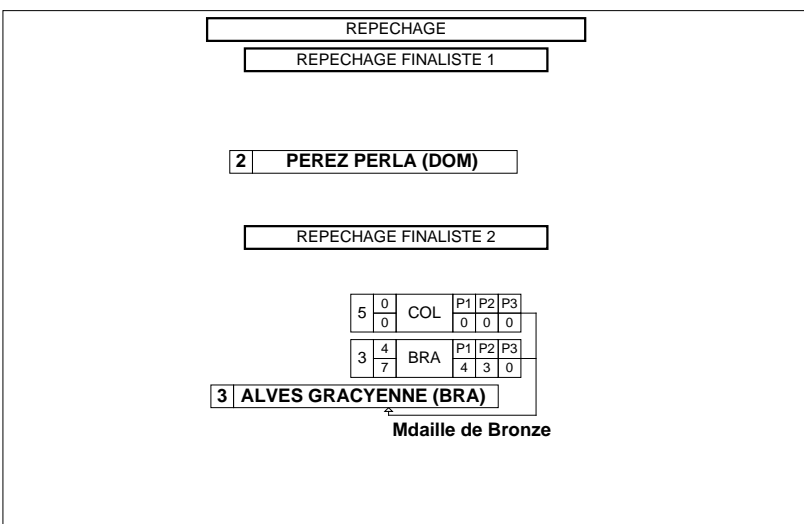 REPECHAGE
REPECHAGE FINALISTE 1
2 PEREZ PERLA (DOM)
REPECHAGE FINALISTE 2
5 0 COL P1 P2 P3
0 0 0 0
3 4 BRA P1 P2 P3
7 4 3 0
3 ALVES GRACYENNE (BRA)
Mdaille de Bronze